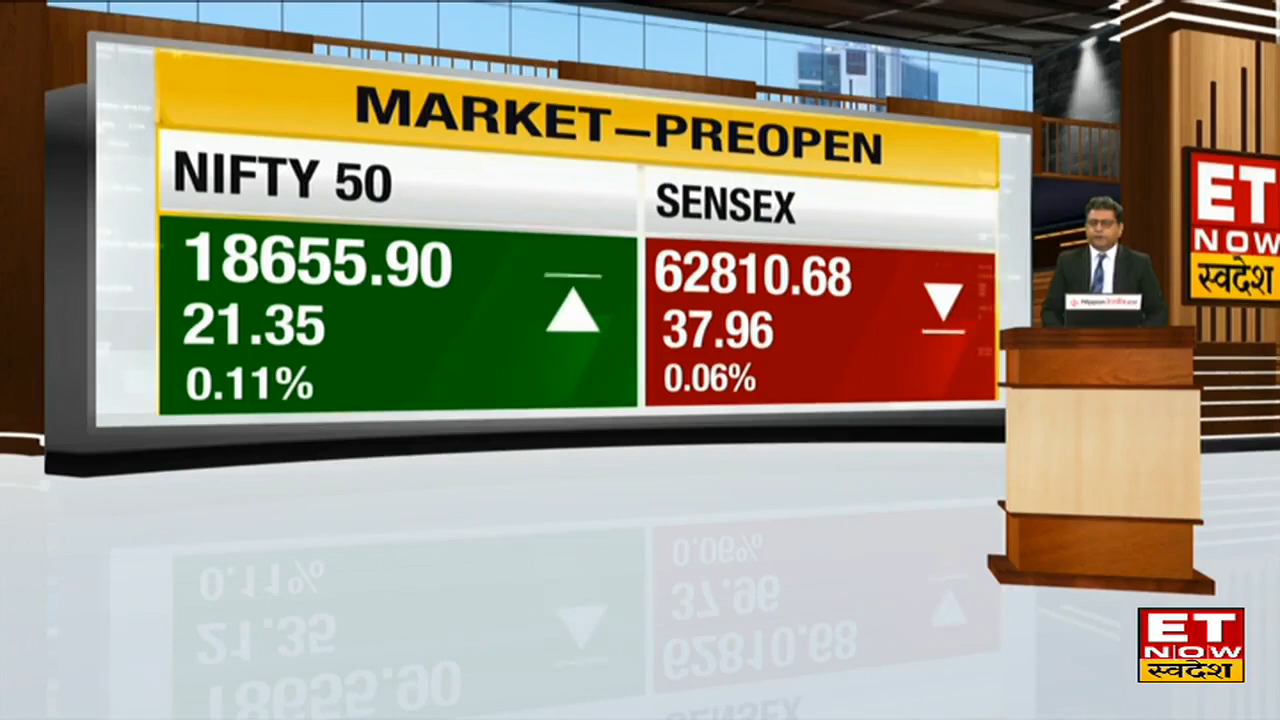 MARKET–PREOPEN
NIFTY 50
18655.90
21.35
0.11%
SENSEX
62810.68
37.96
0.06%
ET
NOW
स्वदेश
ET
NOW
स्वदेश